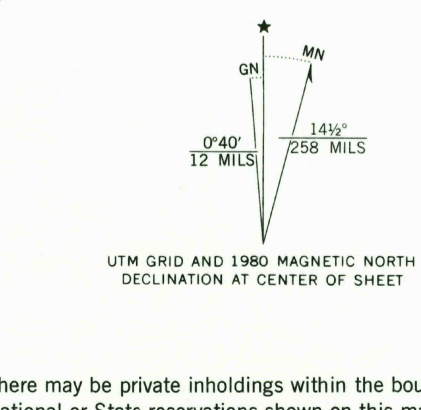 MN
GN
0°40′ 14½°
12 MILS 258 MILS
UTM GRID AND 1980 MAGNETIC NORTH
DECLINATION AT CENTER OF SHEET
here may be private inholdings within the bou
ational or State reservations shown on this m